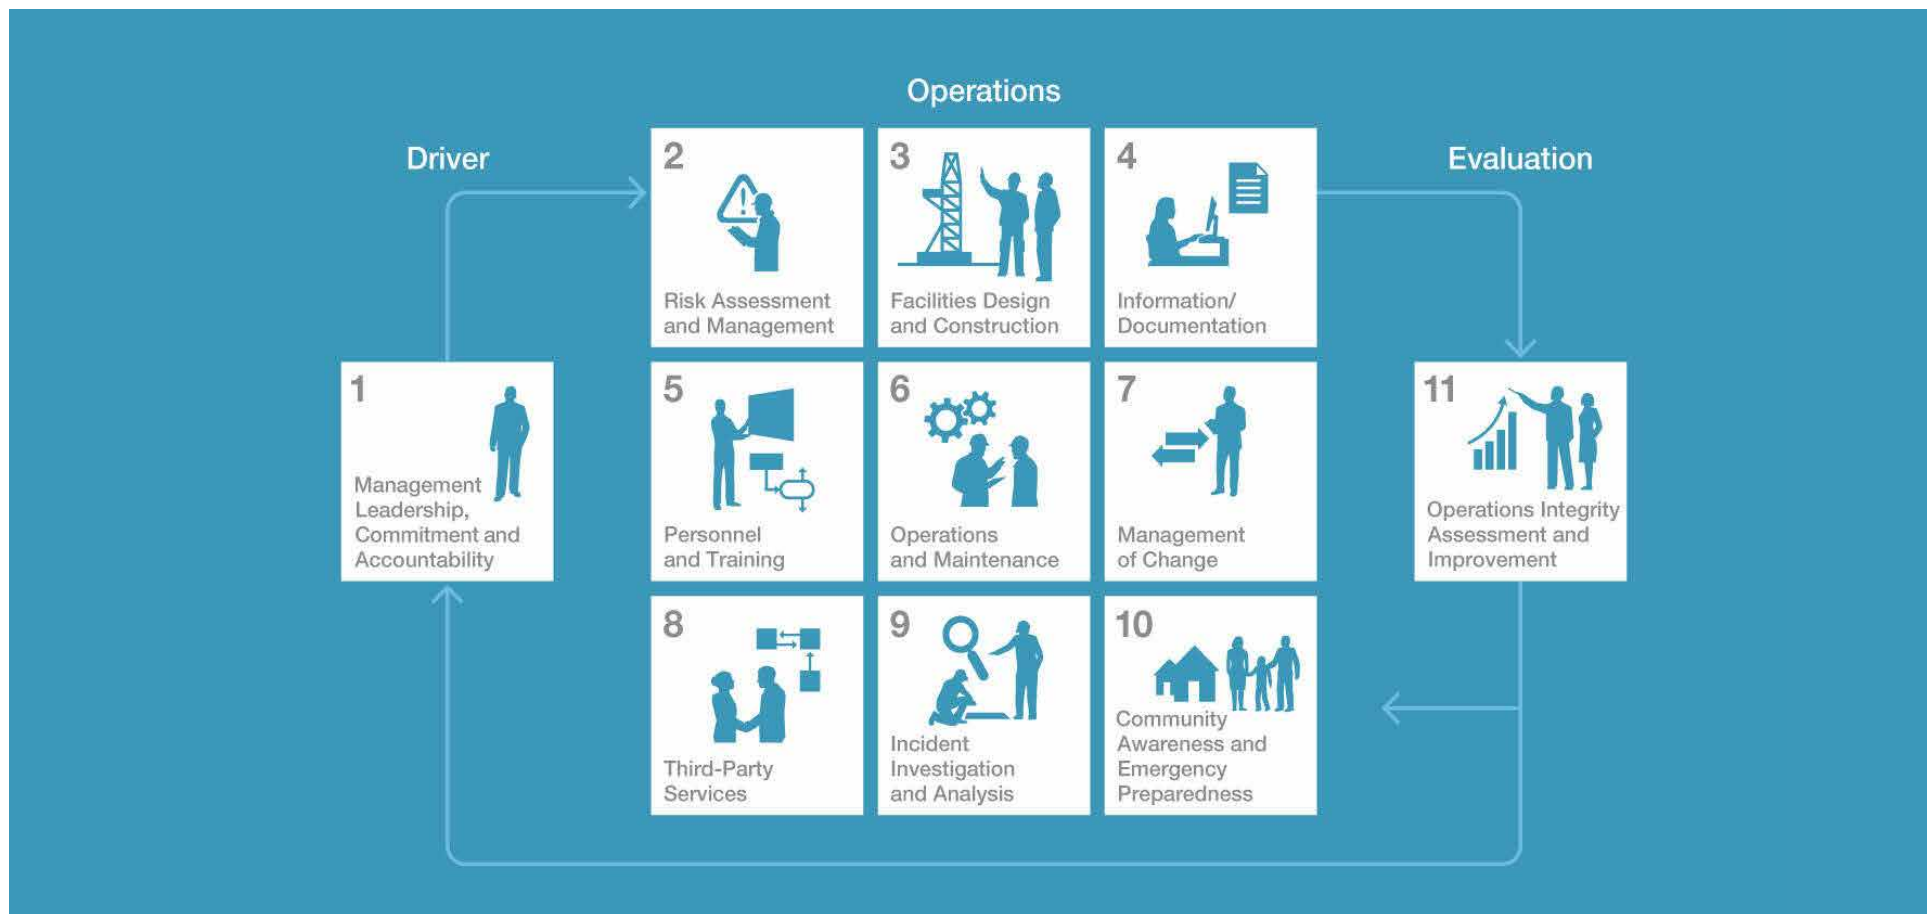 Operations
Driver
Evaluation
1
Management
Leadership,
Commitment and
Accountability
2
Risk Assessment
and Management
3
Facilities Design
and Construction
4
Information/
Documentation
5
Personnel
and Training
6
Operations
and Maintenance
7
Management
of Change
8
Third-Party
Services
9
Incident
Investigation
and Analysis
10
Community
Awareness and
Emergency
Preparedness
11
Operations Integrity
Assessment and
Improvement